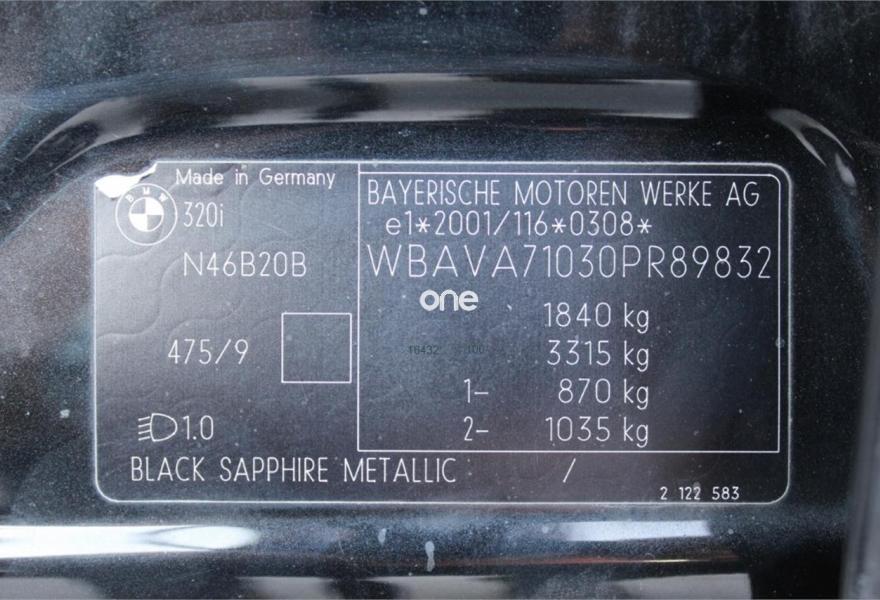 Made in Germany
BMW
320i
N46B20B
475/9
1.0
BAYERISCHE MOTOREN WERKE AG
e1*2001/116*0308*
WBAVA71030PR89832
one
1840 kg
3315 kg
1- 870 kg
2- 1035 kg
BLACK SAPPHIRE METALLIC /
2 122 583